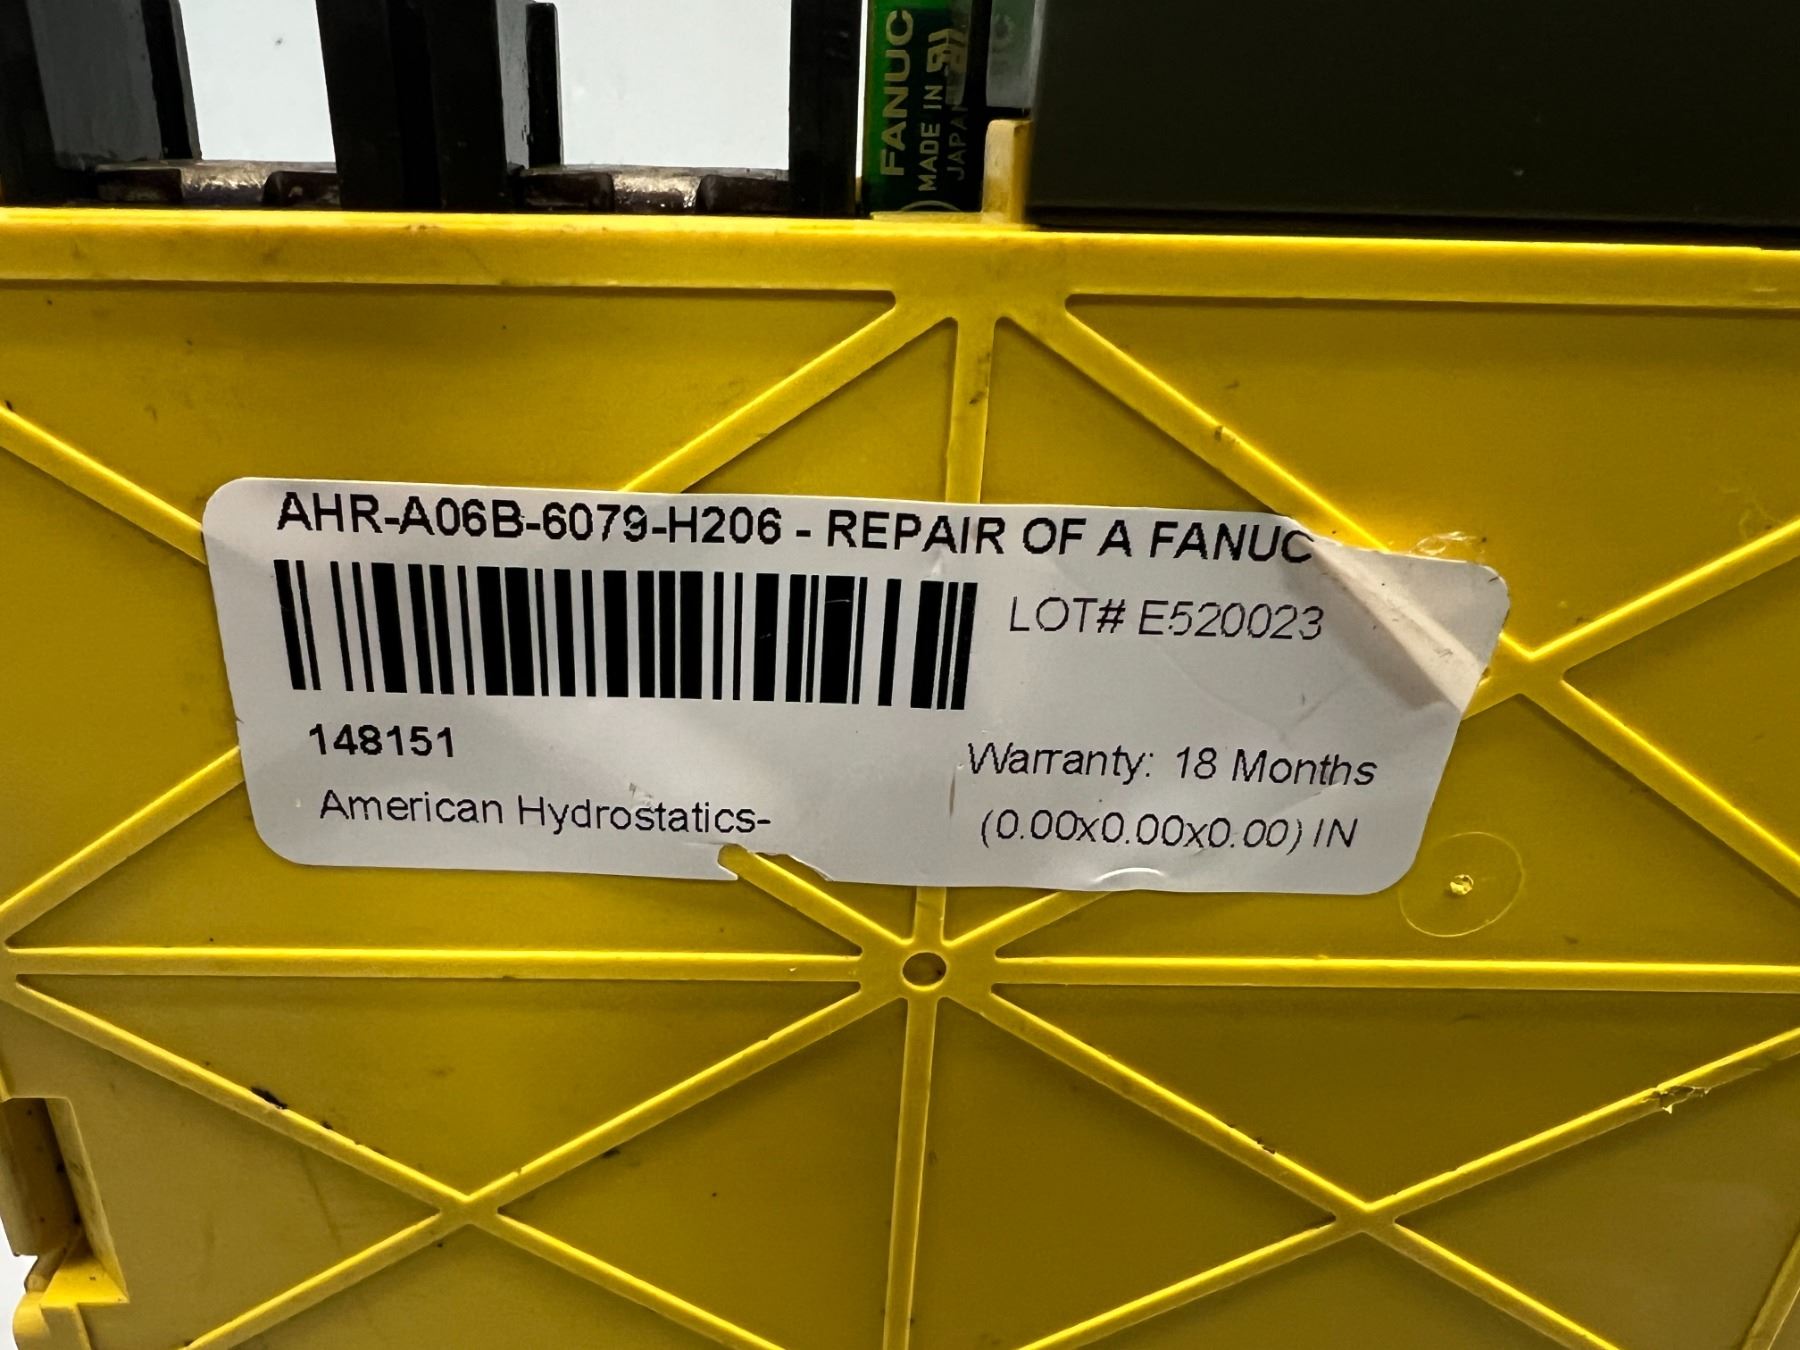 FANUC
MADE IN
JAPAN
AHR-A06B-6079-H206 - REPAIR OF A FANUC
LOT# E520023
148151
Warranty: 18 Months
American Hydrostatics-
(0.00x0.00x0.00) IN